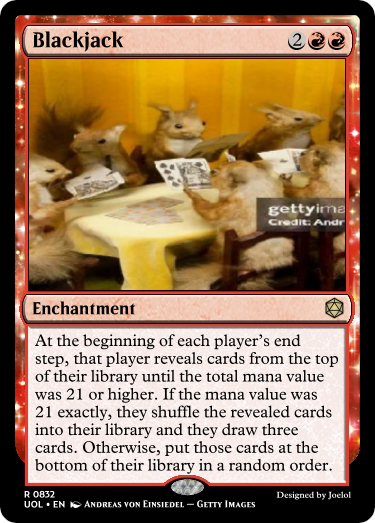 Blackjack 2
gettyima
Credit: Andr
Enchantment
At the beginning of each player's end
step, that player reveals cards from the top
of their library until the total mana value
was 21 or higher. If the mana value was
21 exactly, they shuffle the revealed cards
into their library and they draw three
cards. Otherwise, put those cards at the
bottom of their library in a random order.
R 0832
Designed by Joelol
UOL • EN Andreas von Einsiedel – Getty Images